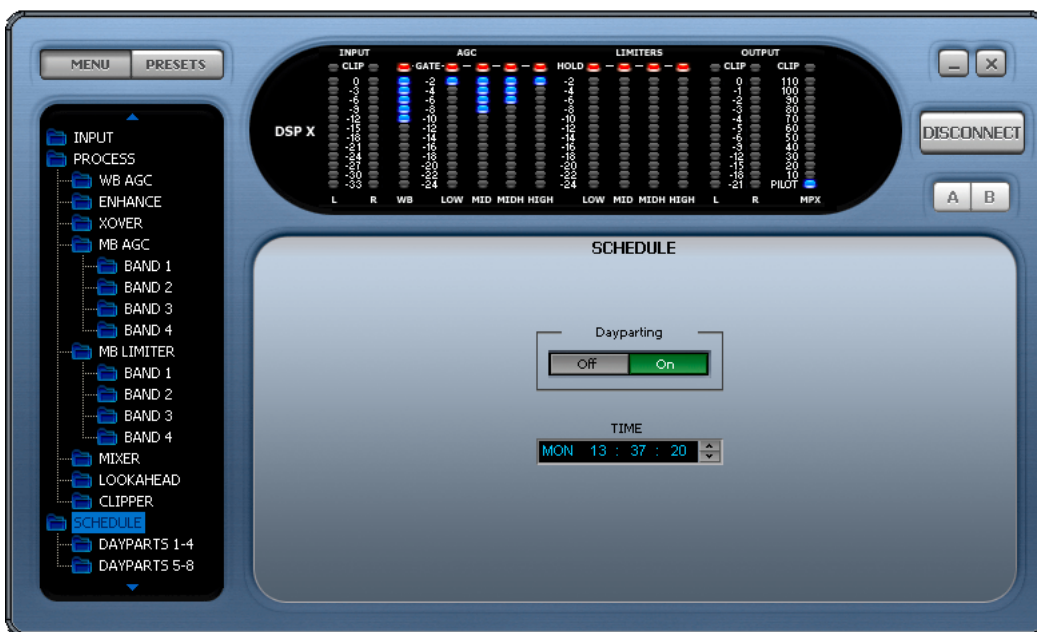 MENU PRESETS
INPUT
PROCESS
WB AGC
ENHANCE
XOVER
MB AGC
BAND 1
BAND 2
BAND 3
BAND 4
MB LIMITER
BAND 1
BAND 2
BAND 3
BAND 4
MIXER
LOOKAHEAD
CLIPPER
SCHEDULE
DAYPARTS 1-4
DAYPARTS 5-8
DSP X
INPUT AGC LIMITERS OUTPUT
CLIP -GATE- - - - HOLD - - - CLIP CLIP
0 -2 -2 0 110
-3 -4 -4 -1 100
-6 -6 -6 -2 90
-9 -8 -8 -3 80
-12 -10 -10 -4 70
-15 -12 -12 -5 60
-18 -14 -14 -6 50
-21 -16 -16 -9 40
-24 -18 -18 -12 30
-27 -20 -20 -15 20
-30 -22 -22 -18 10
-33 -24 -24 -21 PILOT
L R WB LOW MID MIDH HIGH LOW MID MIDH HIGH L R MPX
DISCONNECT
A B
SCHEDULE
Dayparting
Off On
TIME
MON 13 : 37 : 20